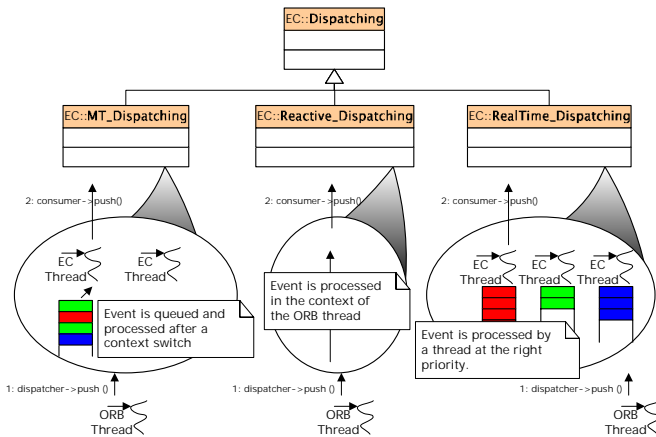 EC::Dispatching
EC::MT_Dispatching
EC::Reactive_Dispatching
EC::RealTime_Dispatching
2: consumer->push()
2: consumer->push()
2: consumer->push()
EC
Thread
EC
Thread
EC
Thread
EC
Thread
EC
Thread
Event is queued and
processed after a
context switch
Event is processed
in the context of
the ORB thread
Event is processed by
a thread at the right
priority.
1: dispatcher->push ()
1: dispatcher->push ()
1: dispatcher->push ()
ORB
Thread
ORB
Thread
ORB
Thread